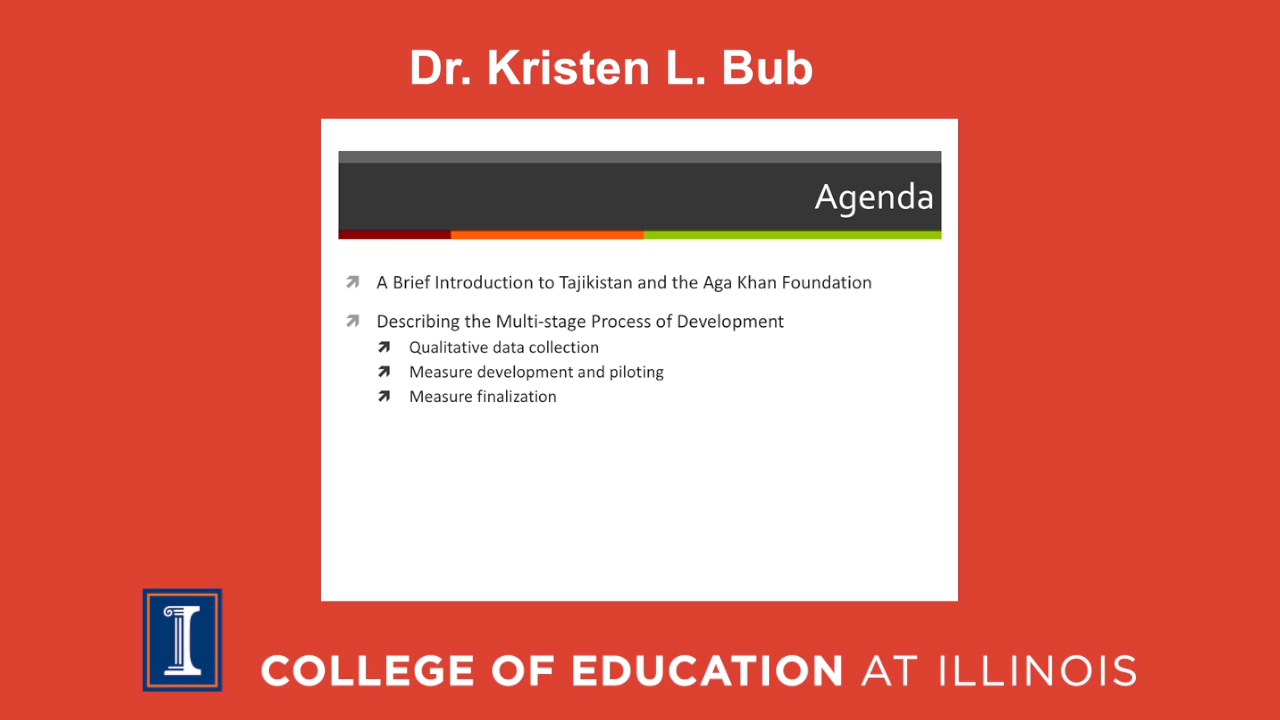 Dr. Kristen L. Bub
Agenda
A Brief Introduction to Tajikistan and the Aga Khan Foundation
Describing the Multi-stage Process of Development
Qualitative data collection
Measure development and piloting
Measure finalization
I
COLLEGE OF EDUCATION AT ILLINOIS